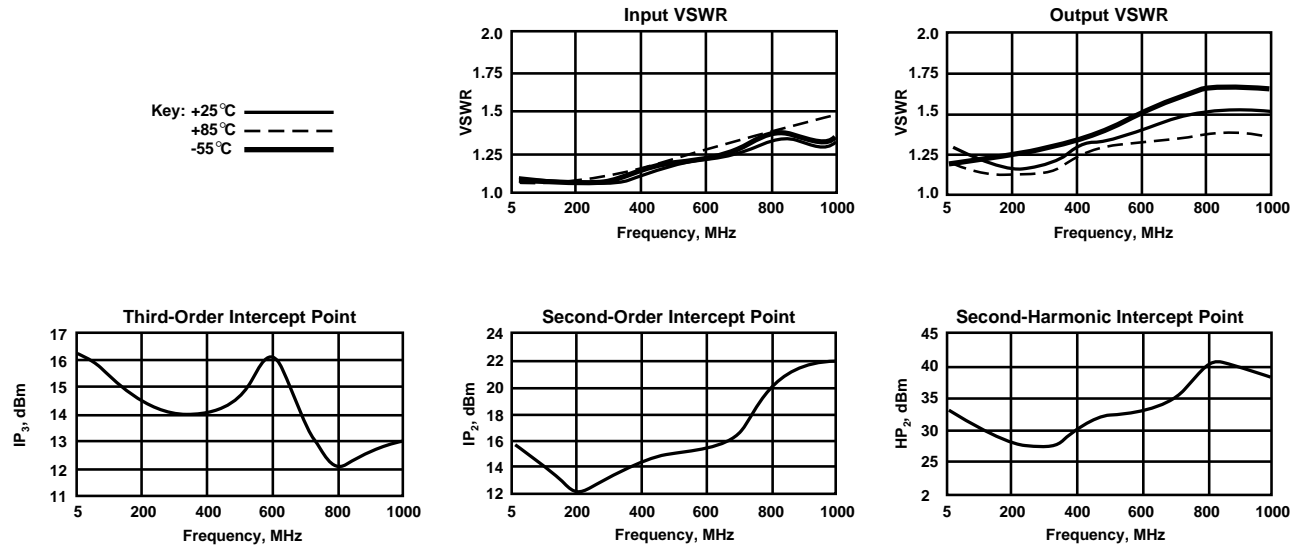 Key: +25°C
+85°C
-55°C
Input VSWR
VSWR
2.0
1.75
1.5
1.25
1.0
5 200 400 600 800 1000
Frequency, MHz
Output VSWR
VSWR
2.0
1.75
1.5
1.25
1.0
5 200 400 600 800 1000
Frequency, MHz
Third-Order Intercept Point
IP3, dBm
17
16
15
14
13
12
11
5 200 400 600 800 1000
Frequency, MHz
Second-Order Intercept Point
IP2, dBm
24
22
20
18
16
14
12
5 200 400 600 800 1000
Frequency, MHz
Second-Harmonic Intercept Point
HP2, dBm
45
40
35
30
25
2
5 200 400 600 800 1000
Frequency, MHz